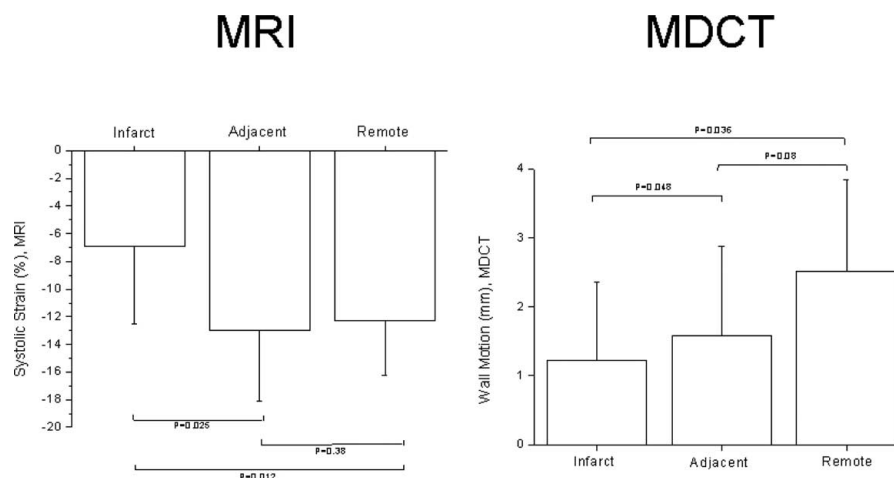 MRI
MDCT
Infarct Adjacent Remote
0
-2
-4
-6
-8
-10
-12
-14
-16
-18
-20
Systolic Strain (%), MRI
P=0.025
P=0.38
P=0.012
P=0.036
P=0.08
P=0.048
4
3
2
1
0
Wall Motion (mm), MDCT
Infarct Adjacent Remote